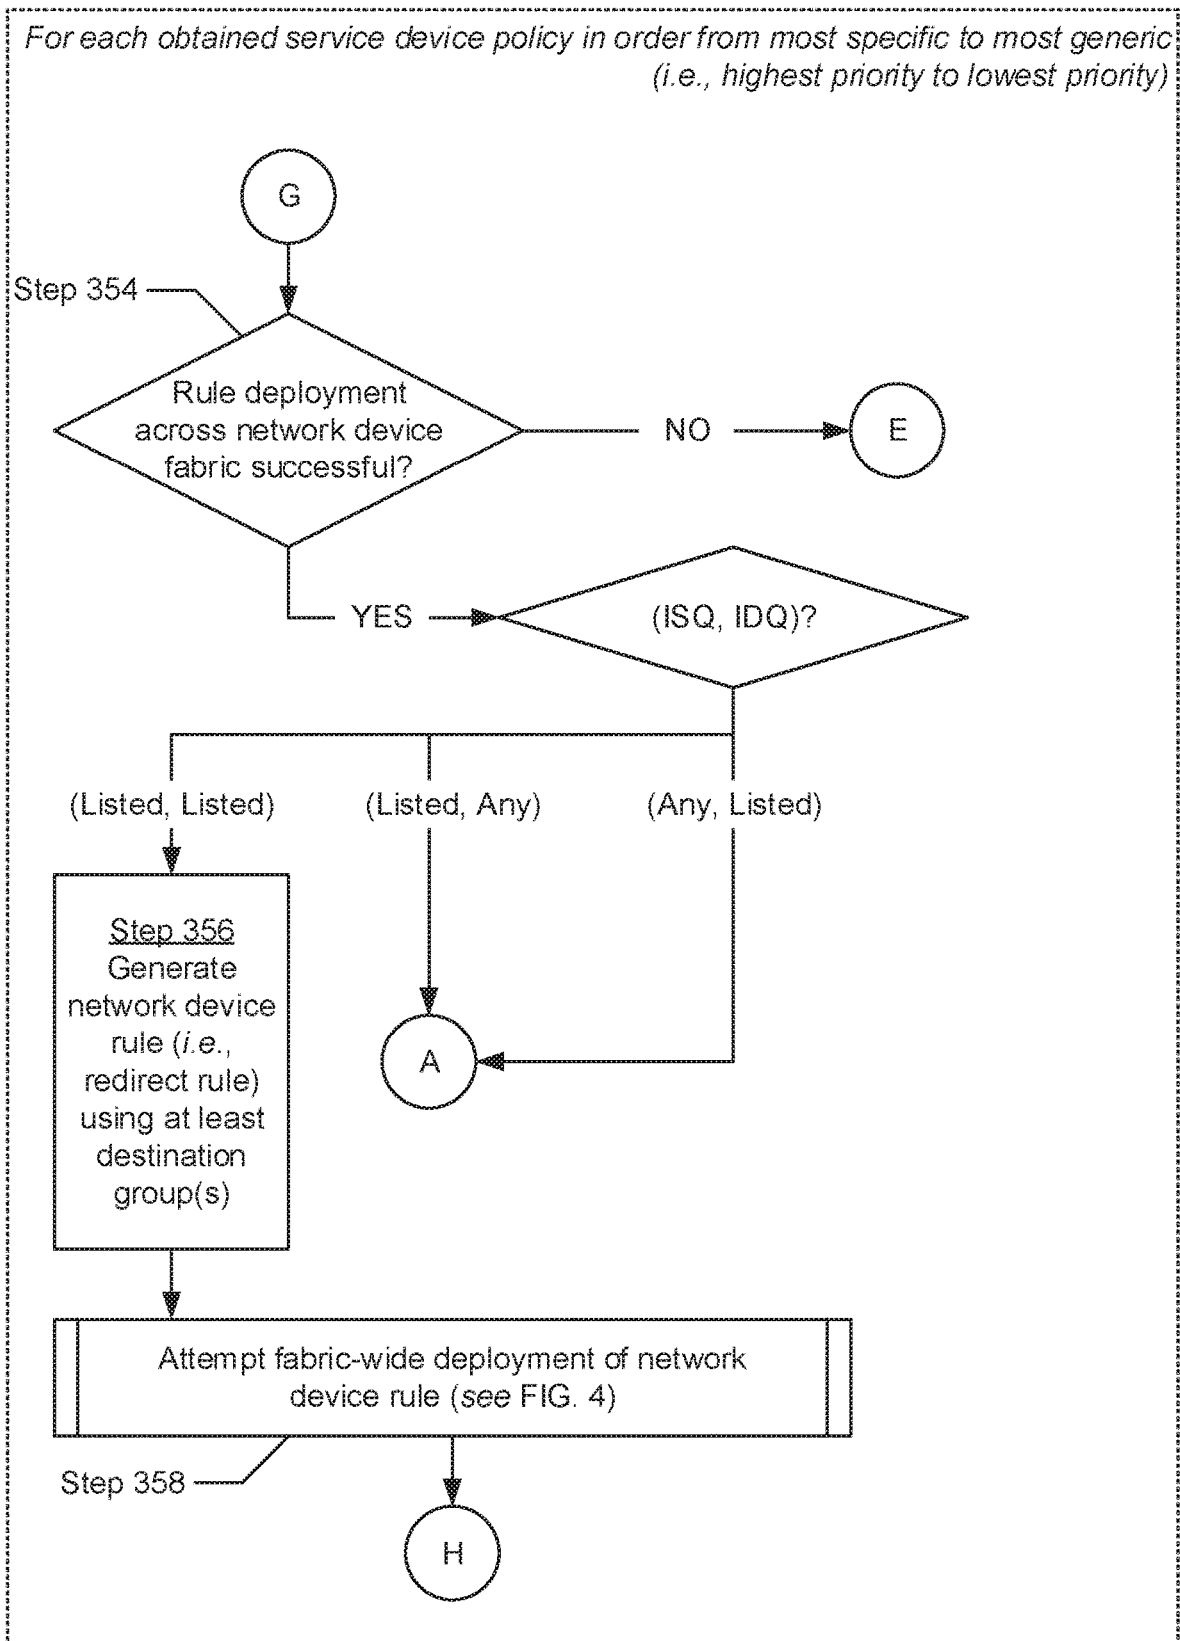 For each obtained service device policy in order from most specific to most generic
(i.e., highest priority to lowest priority)
G
Step 354
Rule deployment
across network device
fabric successful?
NO
E
YES
(ISQ, IDQ)?
(Listed, Listed)
(Listed, Any)
(Any, Listed)
Step 356
Generate
network device
rule (i.e.,
redirect rule)
using at least
destination
group(s)
A
Attempt fabric-wide deployment of network
device rule (see FIG. 4)
Step 358
H